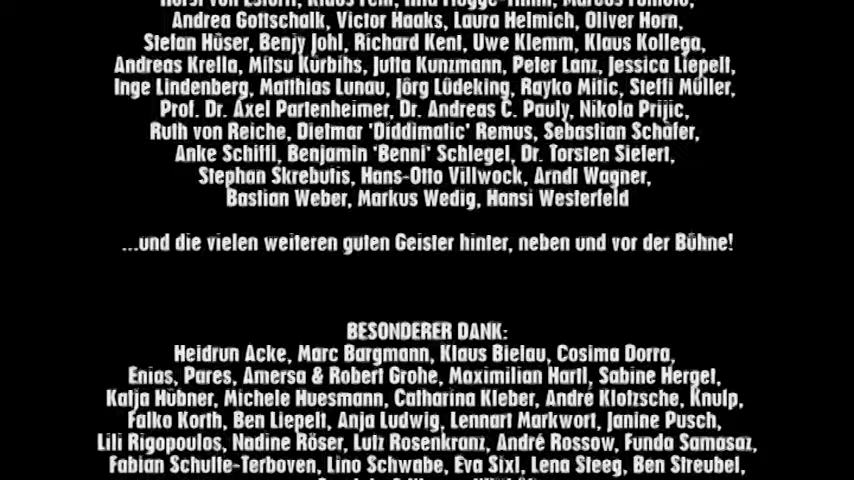 Andrea Gottschalk, Victor Haaks, Laura Helmich, Oliver Horn,
Stefan Hüser, Benjy Johl, Richard Kent, Uwe Klemm, Klaus Kollega,
Andreas Krella, Mitsu Kürbihs, Jutta Kunzmann, Peter Lanz, Jessica Liepelt,
Inge Lindenberg, Matthias Lunau, Jörg Lüdeking, Rayko Mitic, Steffi Müller,
Prof. Dr. Axel Partenheimer, Dr. Andreas C. Pauly, Nikola Prijic,
Ruth von Reiche, Dietmar 'Diddimatic' Remus, Sebastian Schäfer,
Anke Schiffl, Benjamin 'Benni' Schlegel, Dr. Torsten Siefert,
Stephan Skrebutis, Hans-Otto Villwock, Arndt Wagner,
Bastian Weber, Markus Wedig, Hansi Westerfeld
...und die vielen weiteren guten Geister hinter, neben und vor der Bühne!
BESONDERER DANK:
Heidrun Acke, Marc Bargmann, Klaus Bielau, Cosima Dorra,
Enias, Pares, Amersa & Robert Grohe, Maximilian Hartl, Sabine Hergel,
Katja Hübner, Michele Huesmann, Catharina Kleber, André Klotzsche, Knulp,
Falko Korth, Ben Liepelt, Anja Ludwig, Lennart Markwort, Janine Pusch,
Lili Rigopoulos, Nadine Röser, Lutz Rosenkranz, André Rossow, Funda Samasaz,
Fabian Schulte-Terboven, Lino Schwabe, Eva Sixl, Lena Steeg, Ben Streubel,